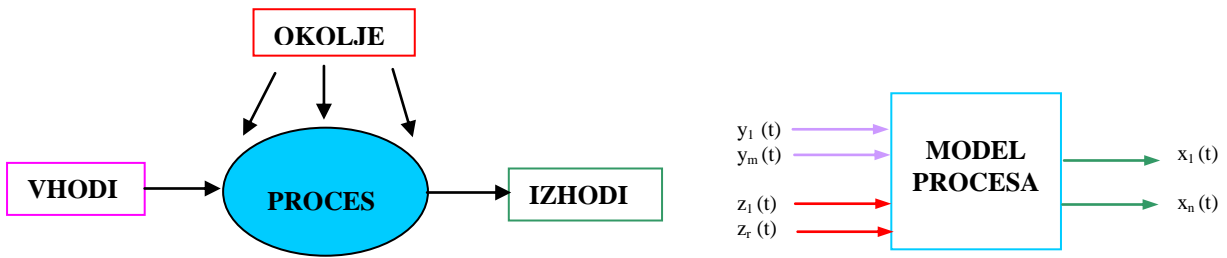 OKOLJE
VHODI
PROCES
IZHODI
y₁ (t)
yₘ (t)
z₁ (t)
zᵣ (t)
MODEL
PROCESA
x₁ (t)
xₙ (t)